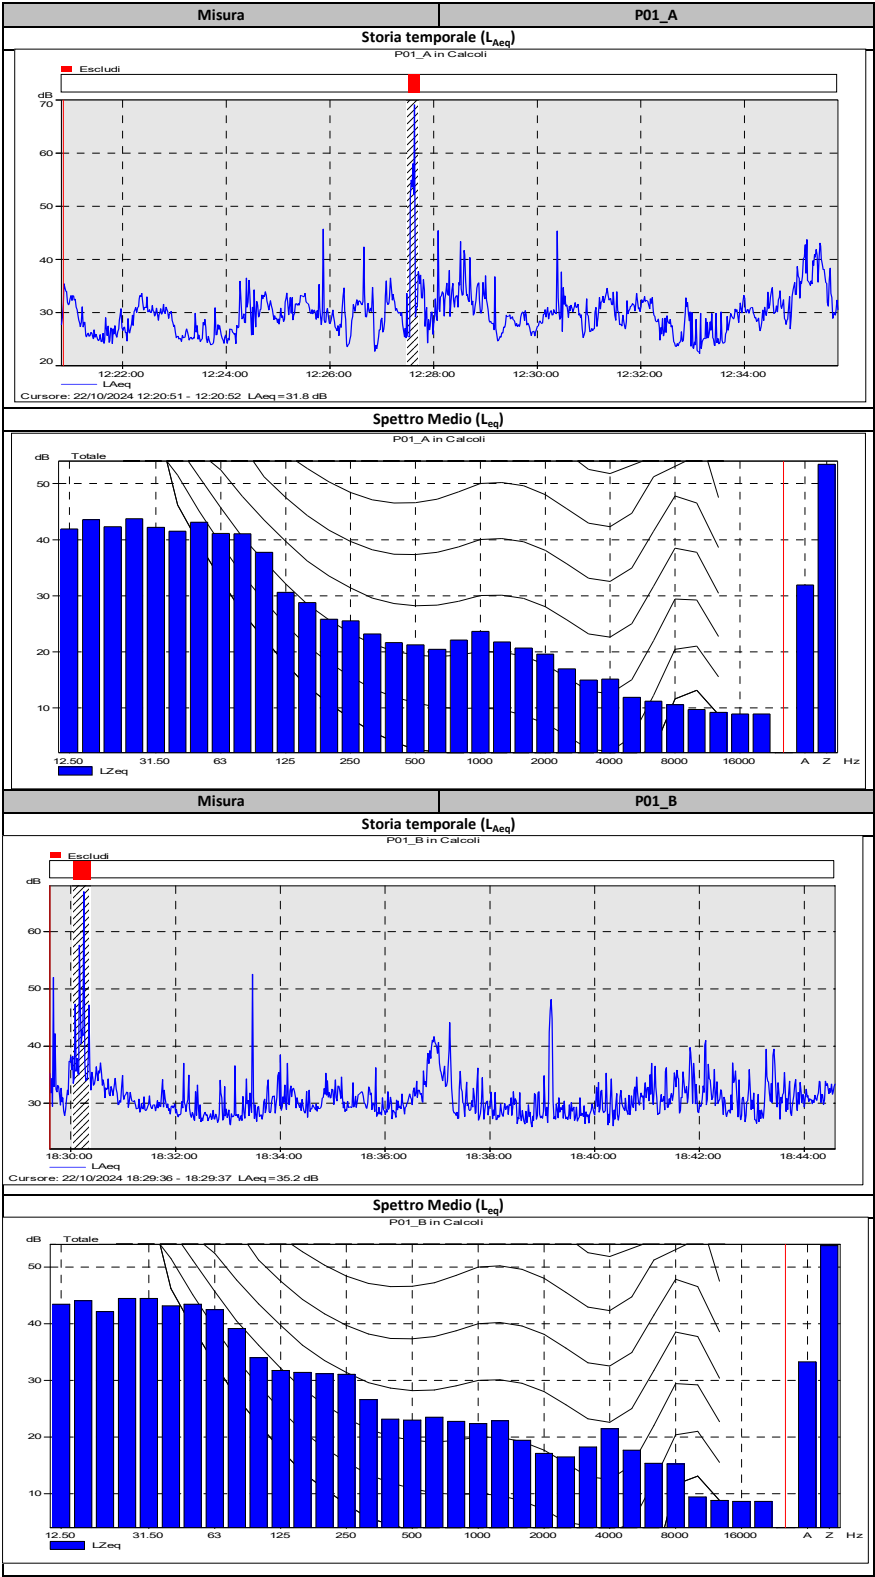 Misura P01_A
Storia temporale (LAeq)
P01_A in Calcoli
Escludi
dB
70
60
50
40
30
20
12:22:00 12:24:00 12:26:00 12:28:00 12:30:00 12:32:00 12:34:00
LAeq
Cursore: 22/10/2024 12:20:51 - 12:20:52 LAeq=31.8 dB
Spettro Medio (Leq)
P01_A in Calcoli
dB Totale
50
40
30
20
10
12.50 31.50 63 125 250 500 1000 2000 4000 8000 16000 A Z Hz
LZeq
Misura P01_B
Storia temporale (LAeq)
P01_B in Calcoli
Escludi
dB
60
50
40
30
18:30:00 18:32:00 18:34:00 18:36:00 18:38:00 18:40:00 18:42:00 18:44:00
LAeq
Cursore: 22/10/2024 18:29:36 - 18:29:37 LAeq=35.2 dB
Spettro Medio (Leq)
P01_B in Calcoli
dB Totale
50
40
30
20
10
12.50 31.50 63 125 250 500 1000 2000 4000 8000 16000 A Z Hz
LZeq